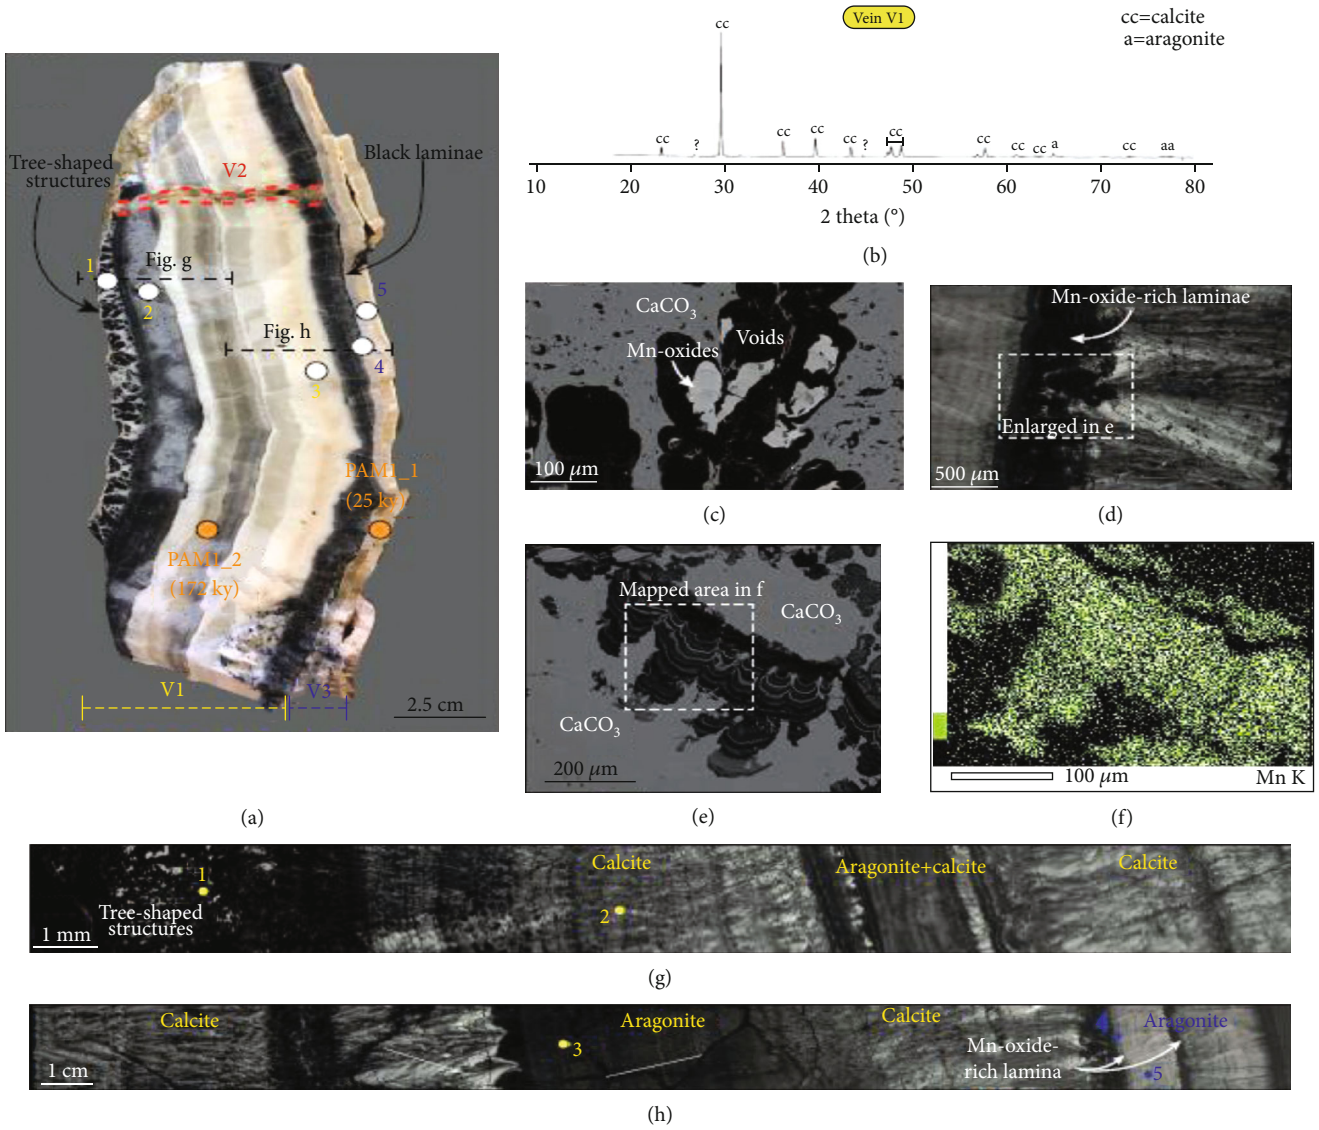 Tree-shaped
structures
V2
Black laminae
1
Fig. g
2
5
Fig. h
4
3
PAM1_1
(25 ky)
PAM1_2
(172 ky)
V1
V3
2.5 cm
(a)
Vein V1
cc=calcite
a=aragonite
cc
cc
?
cc
cc
cc
?
cc
cc
cc
cc
a
cc
aa
10 20 30 40 50 60 70 80
2 theta (°)
(b)
CaCO3
Voids
Mn-oxides
100 μm
(c)
Mn-oxide-rich laminae
Enlarged in e
500 μm
(d)
Mapped area in f
CaCO3
CaCO3
200 μm
(e)
100 μm
Mn K
(f)
1
Tree-shaped
structures
1 mm
Calcite
2
Aragonite+calcite
Calcite
(g)
Calcite
1 cm
3
Aragonite
Calcite
Mn-oxide-
rich lamina
4
Aragonite
5
(h)